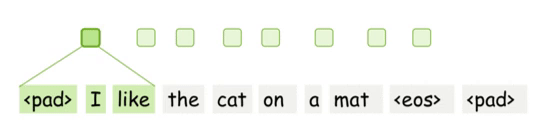 <pad> I like the cat on a mat <eos> <pad>